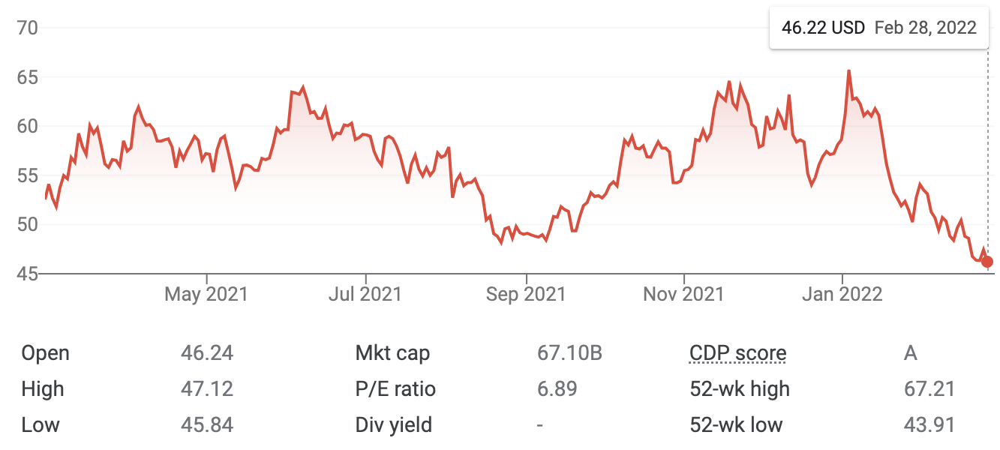 70
46.22 USD Feb 28, 2022
65
60
55
50
45
May 2021 Jul 2021 Sep 2021 Nov 2021 Jan 2022
Open 46.24 Mkt cap 67.10B CDP score A
High 47.12 P/E ratio 6.89 52-wk high 67.21
Low 45.84 Div yield - 52-wk low 43.91